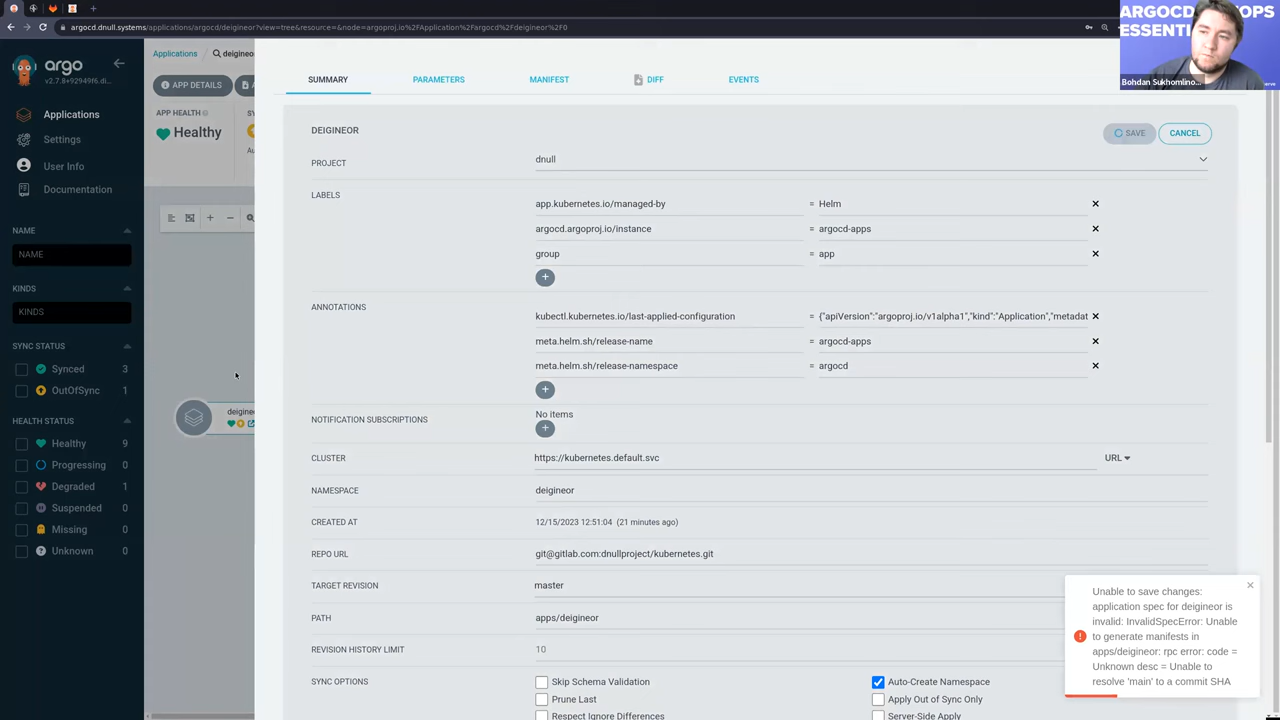 argocd.dnull.systems/applications/argocd/deigineor?view=tree&resource=&node=argoproj.io%2FApplication%2Fargocd%2Fdeigineor%2F0
ARGOCD
OPS
ESSENTI
Bohdan Sukhomlino...
argo
v2.7.8+92949f6.di...
Applications
Settings
User Info
Documentation
NAME
NAME
KINDS
KINDS
SYNC STATUS
Synced 3
OutOfSync 1
HEALTH STATUS
Healthy 9
Progressing 0
Degraded 1
Suspended 0
Missing 0
Unknown 0
Applications
deigineo
APP DETAILS
APP HEALTH
Healthy
deigineo
SUMMARY
PARAMETERS
MANIFEST
DIFF
EVENTS
DEIGINEOR
SAVE
CANCEL
PROJECT
dnull
LABELS
app.kubernetes.io/managed-by = Helm
argocd.argoproj.io/instance = argocd-apps
group = app
ANNOTATIONS
kubectl.kubernetes.io/last-applied-configuration = {"apiVersion":"argoproj.io/v1alpha1","kind":"Application","metadat
meta.helm.sh/release-name = argocd-apps
meta.helm.sh/release-namespace = argocd
NOTIFICATION SUBSCRIPTIONS
No items
CLUSTER
https://kubernetes.default.svc
URL
NAMESPACE
deigineor
CREATED AT
12/15/2023 12:51:04 (21 minutes ago)
REPO URL
git@gitlab.com:dnullproject/kubernetes.git
TARGET REVISION
master
PATH
apps/deigineor
REVISION HISTORY LIMIT
10
SYNC OPTIONS
Skip Schema Validation
Auto-Create Namespace
Prune Last
Apply Out of Sync Only
Respect Ignore Differences
Server-Side Apply
Unable to save changes:
application spec for deigineor is
invalid: InvalidSpecError: Unable
to generate manifests in
apps/deigineor: rpc error: code =
Unknown desc = Unable to
resolve 'main' to a commit SHA